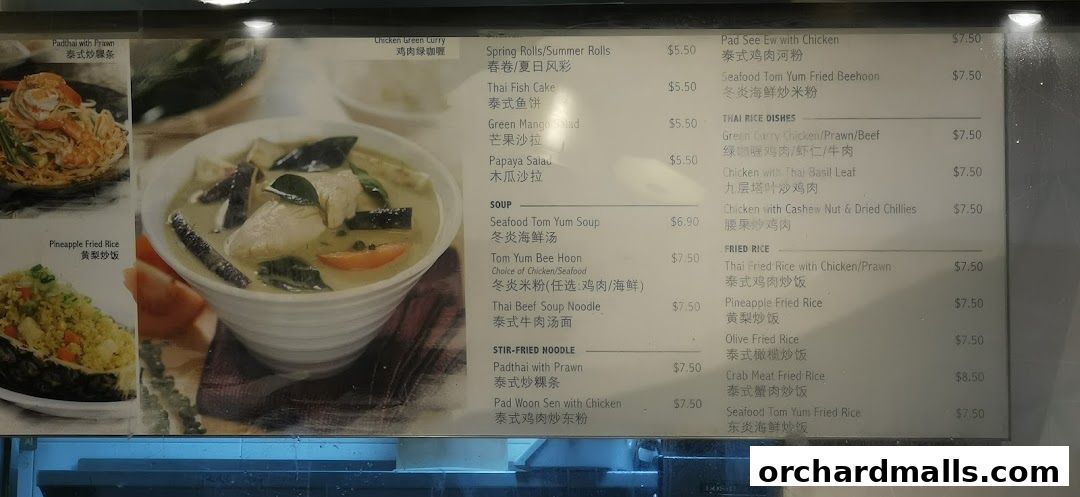 Padthai with Prawn
泰式炒粿条
Pineapple Fried Rice
黄梨炒饭
Chicken Green Curry
鸡肉绿咖喱
Spring Rolls/Summer Rolls $5.50
春卷/夏日风彩
Thai Fish Cake $5.50
泰式鱼饼
Green Mango Salad $5.50
芒果沙拉
Papaya Salad $5.50
木瓜沙拉
SOUP
Seafood Tom Yum Soup $6.90
冬炎海鲜汤
Tom Yum Bee Hoon $7.50
Choice of Chicken/Seafood
冬炎米粉(任选:鸡肉/海鲜)
Thai Beef Soup Noodle $7.50
泰式牛肉汤面
STIR-FRIED NOODLE
Padthai with Prawn $7.50
泰式炒粿条
Pad Woon Sen with Chicken $7.50
泰式鸡肉炒东粉
Pad See Ew with Chicken $7.50
泰式鸡肉河粉
Seafood Tom Yum Fried Beehoon $7.50
冬炎海鲜炒米粉
THAI RICE DISHES
Green Curry Chicken/Prawn/Beef $7.50
绿咖喱鸡肉/虾仁/牛肉
Chicken with Thai Basil Leaf $7.50
九层塔叶炒鸡肉
Chicken with Cashew Nut & Dried Chillies $7.50
腰果炒鸡肉
FRIED RICE
Thai Fried Rice with Chicken/Prawn $7.50
泰式鸡肉炒饭
Pineapple Fried Rice $7.50
黄梨炒饭
Olive Fried Rice $7.50
泰式橄榄炒饭
Crab Meat Fried Rice $8.50
泰式蟹肉炒饭
Seafood Tom Yum Fried Rice $7.50
东炎海鲜炒饭
orchardmalls.com